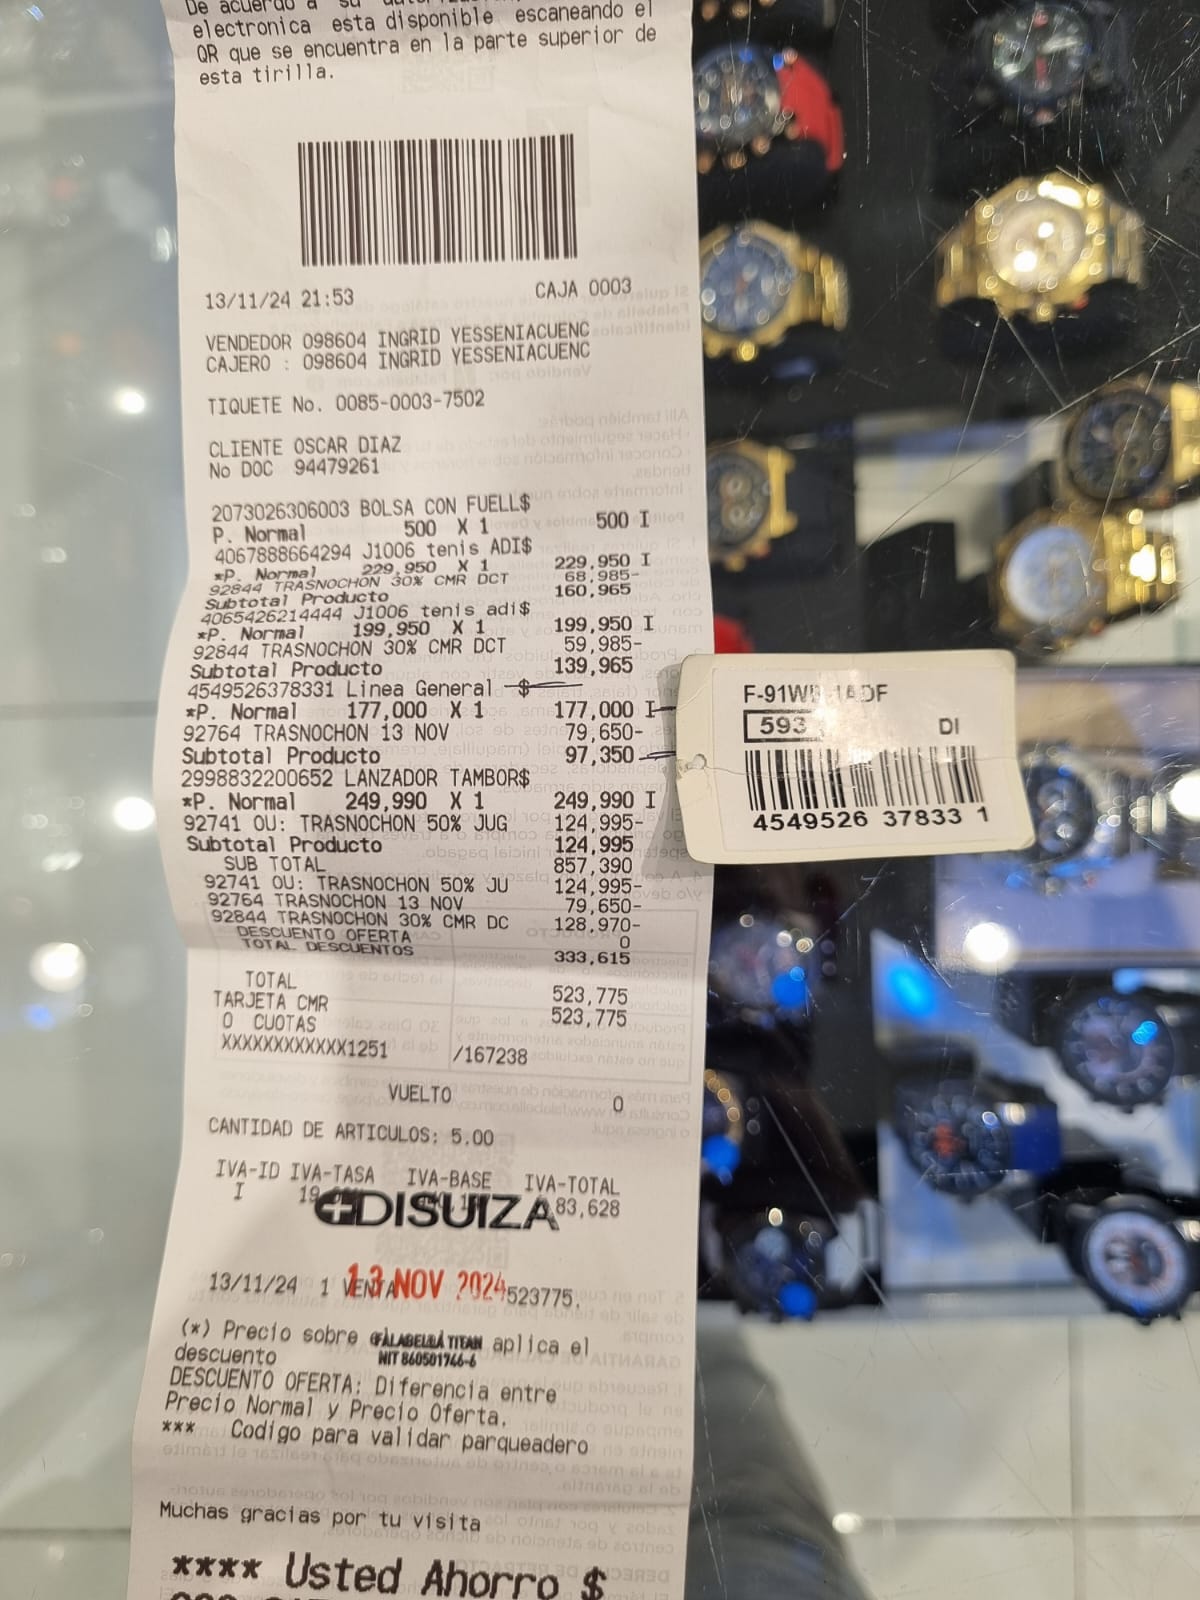 De acuerdo a su
electronica esta disponible escaneando el
QR que se encuentra en la parte superior de
esta tirilla.
13/11/24 21:53 CAJA 0003
VENDEDOR 098604 INGRID YESSENIACUENC
CAJERO : 098604 INGRID YESSENIACUENC
TIQUETE No. 0085-0003-7502
CLIENTE OSCAR DIAZ
No DOC 94479261
2073026306003 BOLSA CON FUELL$
P. Normal 500 X 1 500 I
4067888664294 J1006 tenis ADI$
*P. Normal 229,950 X 1 229,950 I
92844 TRASNOCHON 30% CMR DCT 68,985-
Subtotal Producto 160,965
4065426214444 J1006 tenis adi$
*P. Normal 199,950 X 1 199,950 I
92844 TRASNOCHON 30% CMR DCT 59,985-
Subtotal Producto 139,965
4549526378331 Linea General $
*P. Normal 177,000 X 1 177,000 I
92764 TRASNOCHON 13 NOV 79,650-
Subtotal Producto 97,350
2998832200652 LANZADOR TAMBOR$
*P. Normal 249,990 X 1 249,990 I
92741 OU: TRASNOCHON 50% JUG 124,995-
Subtotal Producto 124,995
SUB TOTAL 857,390
92741 OU: TRASNOCHON 50% JU 124,995-
92764 TRASNOCHON 13 NOV 79,650-
92844 TRASNOCHON 30% CMR DC 128,970-
DESCUENTO OFERTA 0
TOTAL DESCUENTOS 333,615
TOTAL 523,775
TARJETA CMR 523,775
0 CUOTAS
XXXXXXXXXXXX1251 /167238
VUELTO 0
CANTIDAD DE ARTICULOS: 5.00
IVA-ID IVA-TASA IVA-BASE IVA-TOTAL
I 83,628
DISUIZA
13/11/24 1 VENTA 523775.
13 NOV 2024
(*) Precio sobre aplica el
descuento
FALABELLA TITAN
NIT 860501746-6
DESCUENTO OFERTA: Diferencia entre
Precio Normal y Precio Oferta.
*** Codigo para validar parqueadero
Muchas gracias por tu visita
**** Usted Ahorro $
F-91WB-1ADF
593 DI
4549526 37833 1